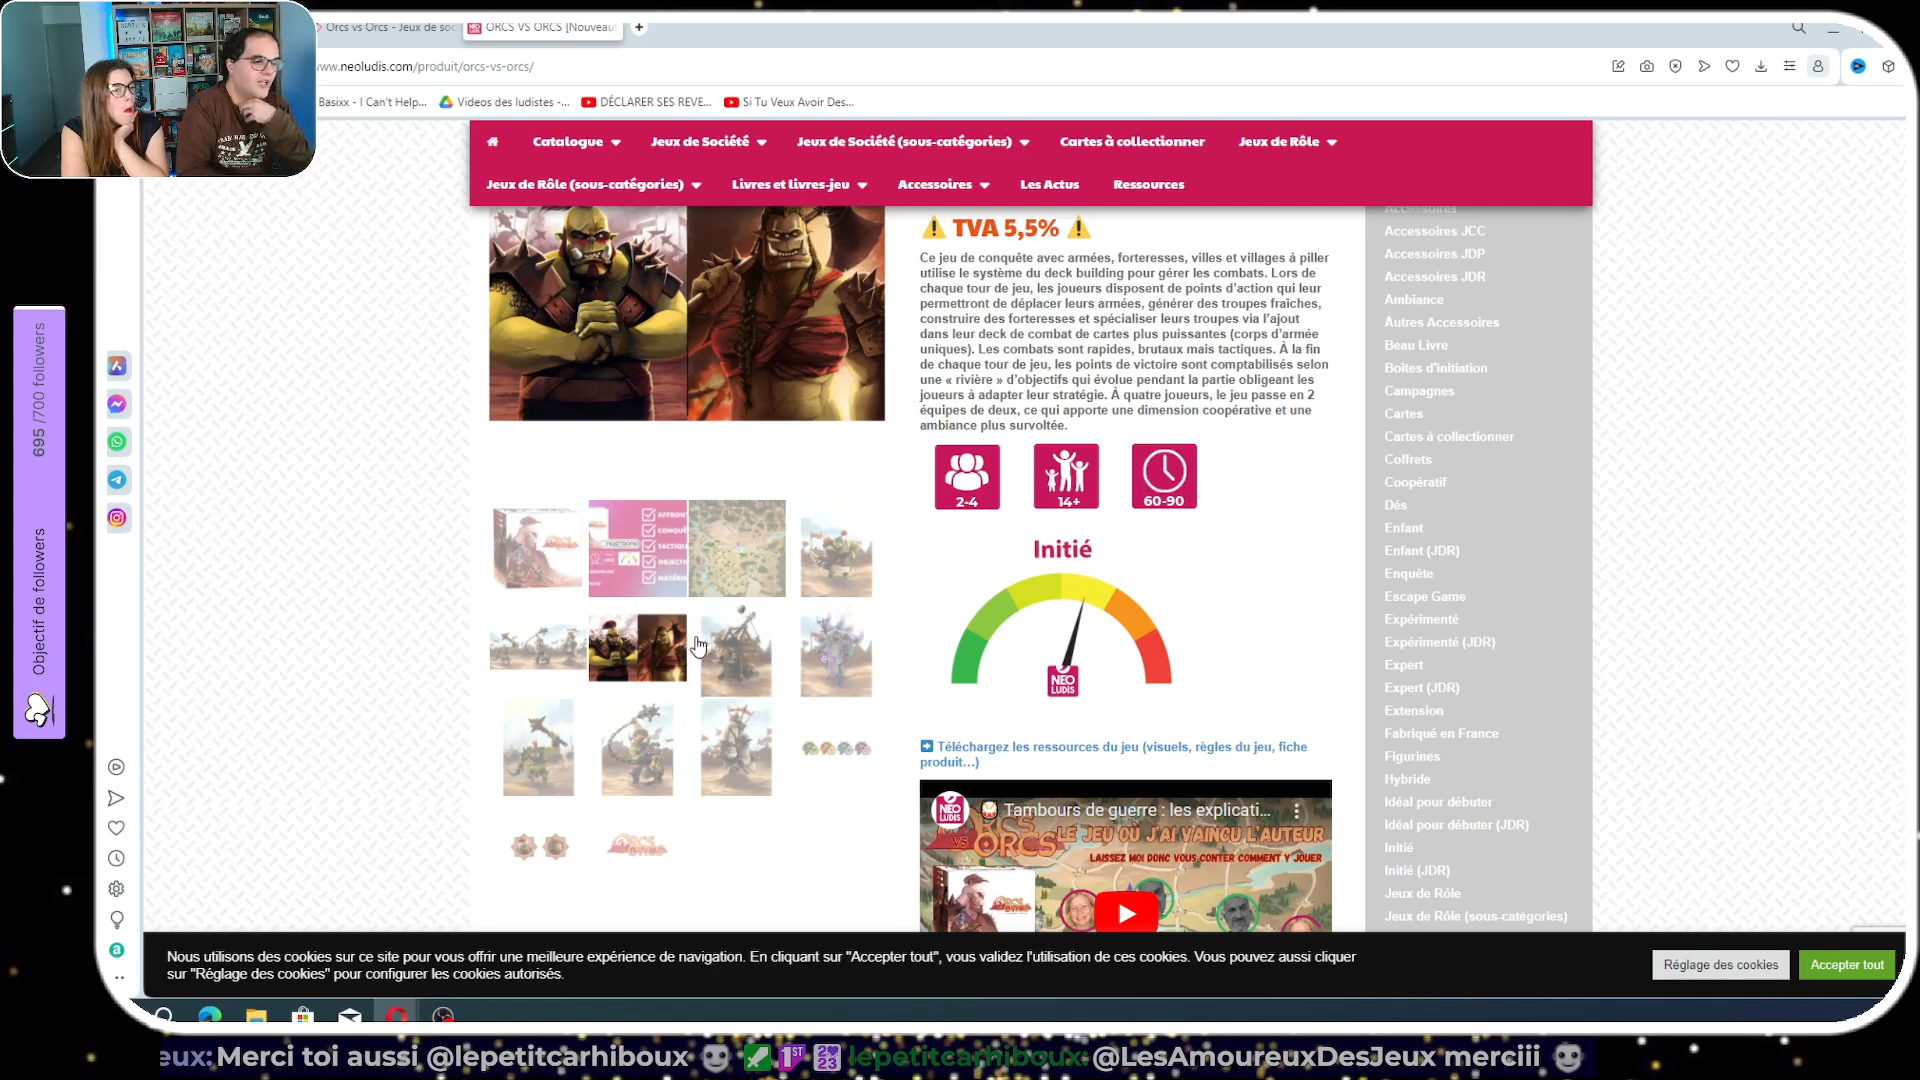 Orcs vs Orcs - Jeux de soc
ORCS VS ORCS [Nouveaut
www.neoludis.com/produit/orcs-vs-orcs/
Basixx - I Can't Help...
Videos des ludistes -...
DÉCLARER SES REVE...
Si Tu Veux Avoir Des...
Catalogue
Jeux de Société
Jeux de Société (sous-catégories)
Cartes à collectionner
Jeux de Rôle
Jeux de Rôle (sous-catégories)
Livres et livres-jeu
Accessoires
Les Actus
Ressources
TVA 5,5%
Ce jeu de conquête avec armées, forteresses, villes et villages à piller
utilise le système du deck building pour gérer les combats. Lors de
chaque tour de jeu, les joueurs disposent de points d'action qui leur
permettront de déplacer leurs armées, générer des troupes fraîches,
construire des forteresses et spécialiser leurs troupes via l'ajout
dans leur deck de combat de cartes plus puissantes (corps d'armée
uniques). Les combats sont rapides, brutaux mais tactiques. À la fin
de chaque tour de jeu, les points de victoire sont comptabilisés selon
une « rivière » d'objectifs qui évolue pendant la partie obligeant les
joueurs à adapter leur stratégie. À quatre joueurs, le jeu passe en 2
équipes de deux, ce qui apporte une dimension coopérative et une
ambiance plus survoltée.
2-4
14+
60-90
Initié
NEO
LUDIS
Téléchargez les ressources du jeu (visuels, règles du jeu, fiche
produit...)
NEO
LUDIS
Tambours de guerre : les explicati...
ORCS
VS
ORCS
LE JEU OÙ J'AI VAINCU L'AUTEUR
LAISSEZ MOI DONC VOUS CONTER COMMENT Y JOUER
AFFRON
CONQUÊ
TACTIQU
OBJECTI
MATÉRIE
Accessoires
Accessoires JCC
Accessoires JDP
Accessoires JDR
Ambiance
Autres Accessoires
Beau Livre
Boîtes d'initiation
Campagnes
Cartes
Cartes à collectionner
Coffrets
Coopératif
Dés
Enfant
Enfant (JDR)
Enquête
Escape Game
Expérimenté
Expérimenté (JDR)
Expert
Expert (JDR)
Extension
Fabriqué en France
Figurines
Hybride
Idéal pour débuter
Idéal pour débuter (JDR)
Initié
Initié (JDR)
Jeux de Rôle
Jeux de Rôle (sous-catégories)
Nous utilisons des cookies sur ce site pour vous offrir une meilleure expérience de navigation. En cliquant sur "Accepter tout", vous validez l'utilisation de ces cookies. Vous pouvez aussi cliquer
sur "Réglage des cookies" pour configurer les cookies autorisés.
Réglage des cookies
Accepter tout
Objectif de followers
695 /700 followers
eux: Merci toi aussi @lepetitcarhiboux 1ST 2023 lepetitcarhiboux: @LesAmoureuxDesJeux merciii